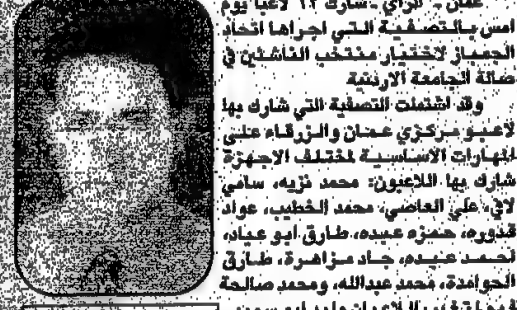 عمان - الرأي - شارك ١٢ لاعبا يوم
امس بالتصفية التي اجراها اتحاد
الجمباز لاختيار منتخب الناشئين في
صالة الجامعة الاردنية
وقد اشتملت التصفية التي شارك بها
لاعبو مركزي عمان والزرقاء على
المهارات الاساسية لمختلف الاجهزة
شارك بها اللاعبون: محمد نزيه، سامي
لافي، علي العاصي، محمد الخطيب، عواد
قدوره، حمزه عبده، طارق ابو عياد،
احمد عبده، جاد مزاهرة، طارق
الحوامدة، محمد عبدالله، ومحمد صالحة